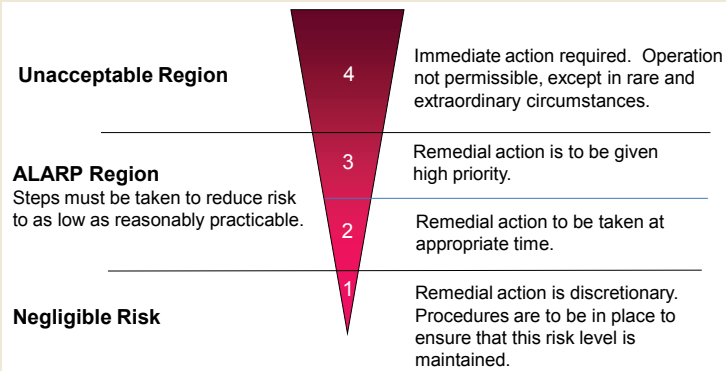 Unacceptable Region
4
Immediate action required. Operation
not permissible, except in rare and
extraordinary circumstances.
ALARP Region
Steps must be taken to reduce risk
to as low as reasonably practicable.
3
Remedial action is to be given
high priority.
2
Remedial action to be taken at
appropriate time.
Negligible Risk
1
Remedial action is discretionary.
Procedures are to be in place to
ensure that this risk level is
maintained.